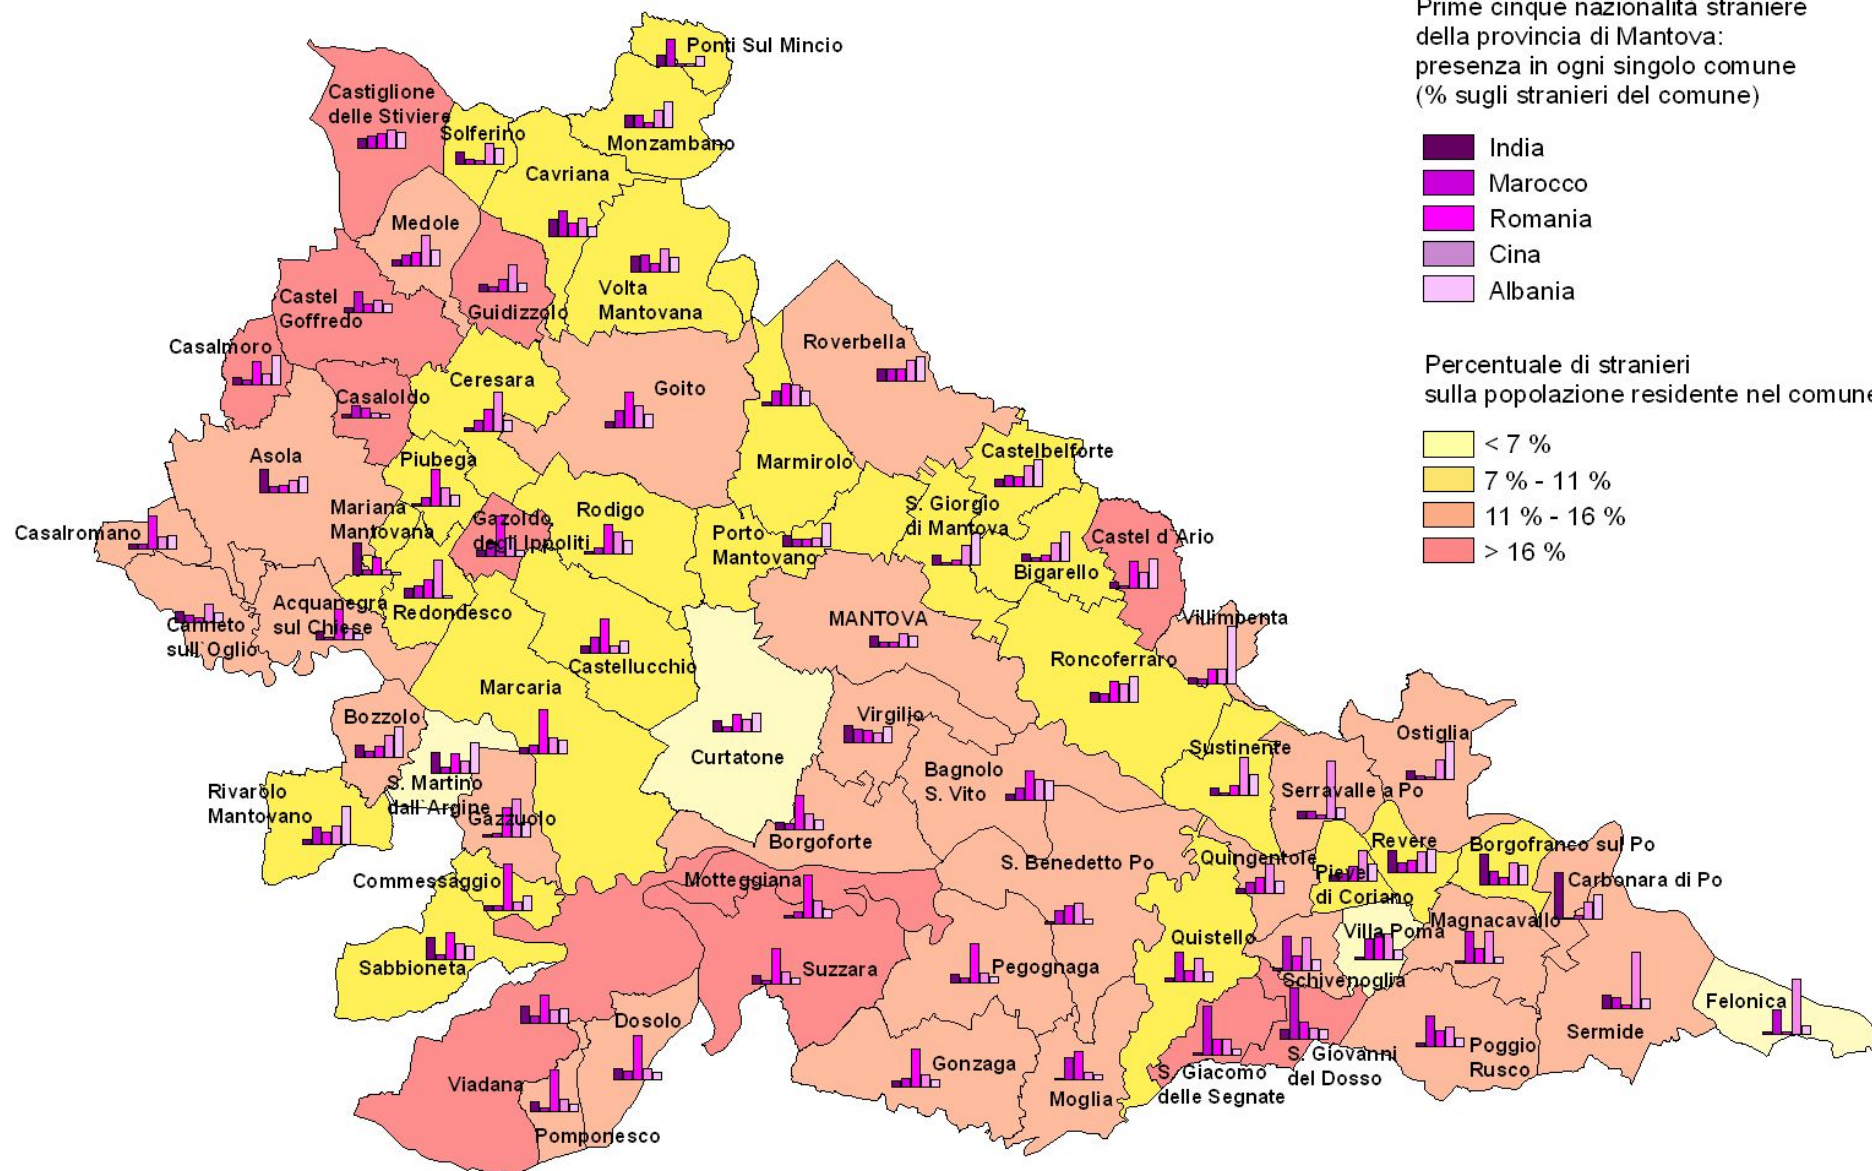 Prime cinque nazionalità straniere
della provincia di Mantova:
presenza in ogni singolo comune
(% sugli stranieri del comune)
India
Marocco
Romania
Cina
Albania
Percentuale di stranieri
sulla popolazione residente nel comune
< 7 %
7 % - 11 %
11 % - 16 %
> 16 %
Ponti Sul Mincio
Castiglione
delle Stiviere
Solferino
Monzambano
Cavriana
Medole
Volta
Mantovana
Castel
Goffredo
Guidizzolo
Casalmoro
Roverbella
Ceresara
Goito
Casaloldo
Asola
Piubega
Marmirolo
Castelbelforte
Mariana
Mantovana
Gazoldo
degli Ippoliti
Rodigo
Porto
Mantovano
S. Giorgio
di Mantova
Castel d`Ario
Casalromano
Bigarello
Redondesco
Acquanegra
sul Chiese
Canneto
sull`Oglio
MANTOVA
Villimpenta
Castellucchio
Roncoferraro
Marcaria
Bozzolo
Virgilio
Curtatone
Ostiglia
Sustinente
S. Martino
dall`Argine
Bagnolo
S. Vito
Serravalle a Po
Rivarolo
Mantovano
Gazzuolo
Borgoforte
Revere
Borgofranco sul Po
Quingentole
S. Benedetto Po
Pieve
di Coriano
Carbonara di Po
Commessaggio
Motteggiana
Magnacavallo
Villa Poma
Quistello
Sabbioneta
Suzzara
Pegognaga
Schivenoglia
Felonica
Dosolo
Sermide
Poggio
Rusco
S. Giovanni
del Dosso
Gonzaga
S. Giacomo
delle Segnate
Viadana
Moglia
Pomponesco